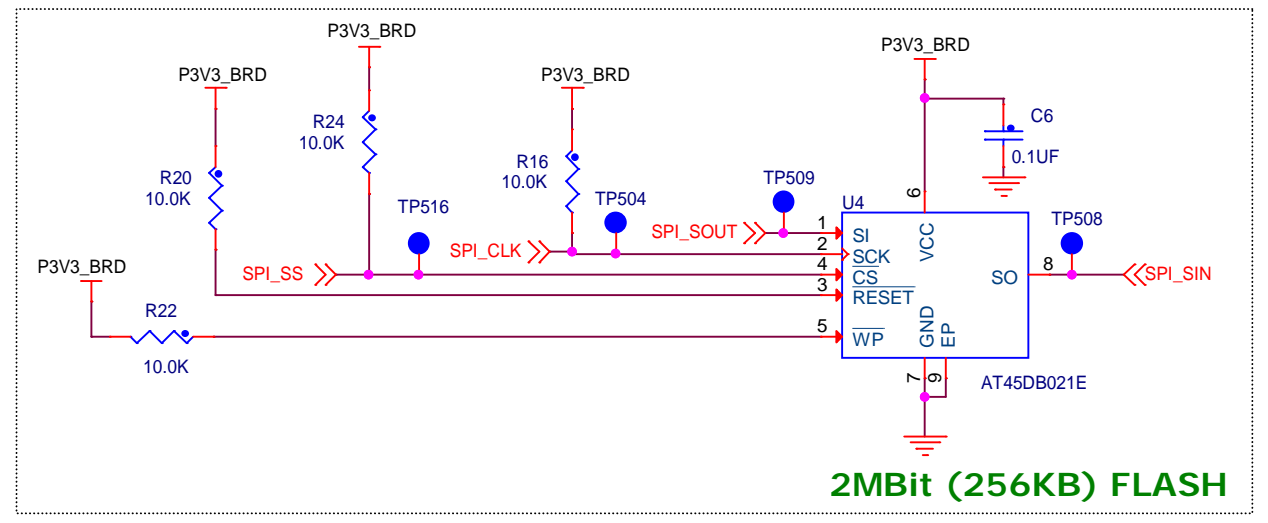 P3V3_BRD
P3V3_BRD
P3V3_BRD
P3V3_BRD
P3V3_BRD
R24
10.0K
R20
10.0K
R16
10.0K
C6
0.1UF
TP516
TP504
TP509
TP508
U4
SPI_SS
SPI_CLK
SPI_SOUT
SPI_SIN
1
2
4
3
5
6
8
7
9
SI
SCK
CS
RESET
WP
VCC
SO
GND
EP
R22
10.0K
AT45DB021E
2MBit (256KB) FLASH